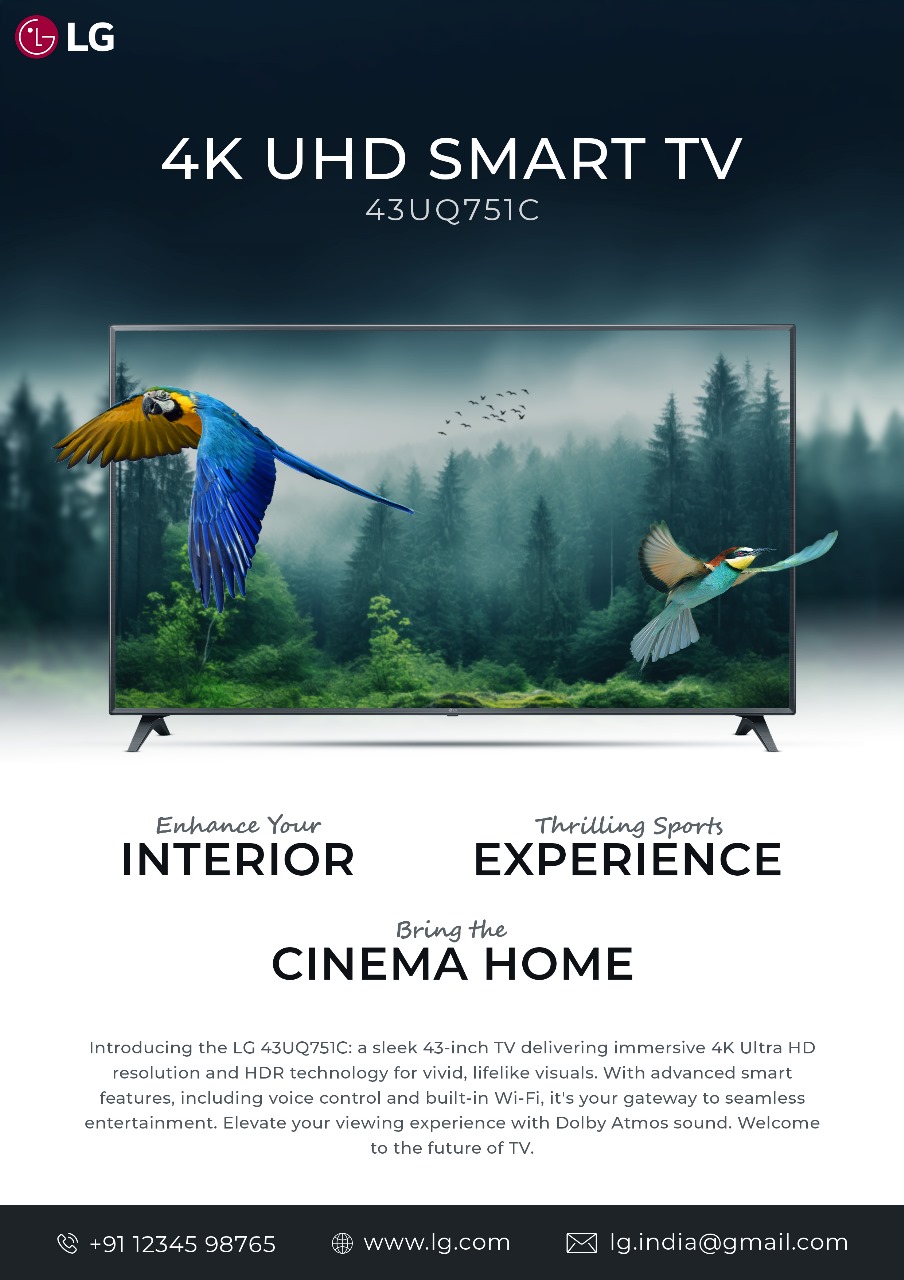 LG
4K UHD SMART TV
43UQ751C
Enhance Your
INTERIOR
Thrilling Sports
EXPERIENCE
Bring the
CINEMA HOME
Introducing the LG 43UQ751C: a sleek 43-inch TV delivering immersive 4K Ultra HD
resolution and HDR technology for vivid, lifelike visuals. With advanced smart
features, including voice control and built-in Wi-Fi, it's your gateway to seamless
entertainment. Elevate your viewing experience with Dolby Atmos sound. Welcome
to the future of TV.
+91 12345 98765
www.lg.com
lg.india@gmail.com